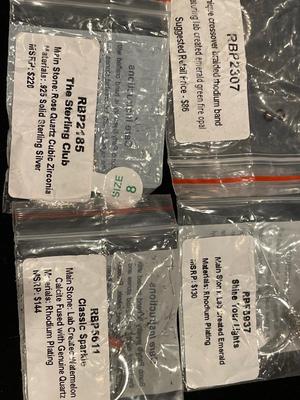 RBP2185
The Sterling Club
Main Stone: Rose Quartz Cubic Zirconia
Materials: .925 Solid Sterling Silver
MSRP: $220
8
SIZE
RBP2307
crossover braided rhodium band
lab created emerald green fire opal
Suggested Retail Price - $86
RBP5611
Classic Sparkle
Main Stone: Lab Created Watermelon
Calcite Fused with Genuine Quartz
Materials: Rhodium Plating
MSRP: $144
Shine Your Lights
Main Stone: Lab Created Emerald
Materials: Rhodium Plating
MSRP: $130